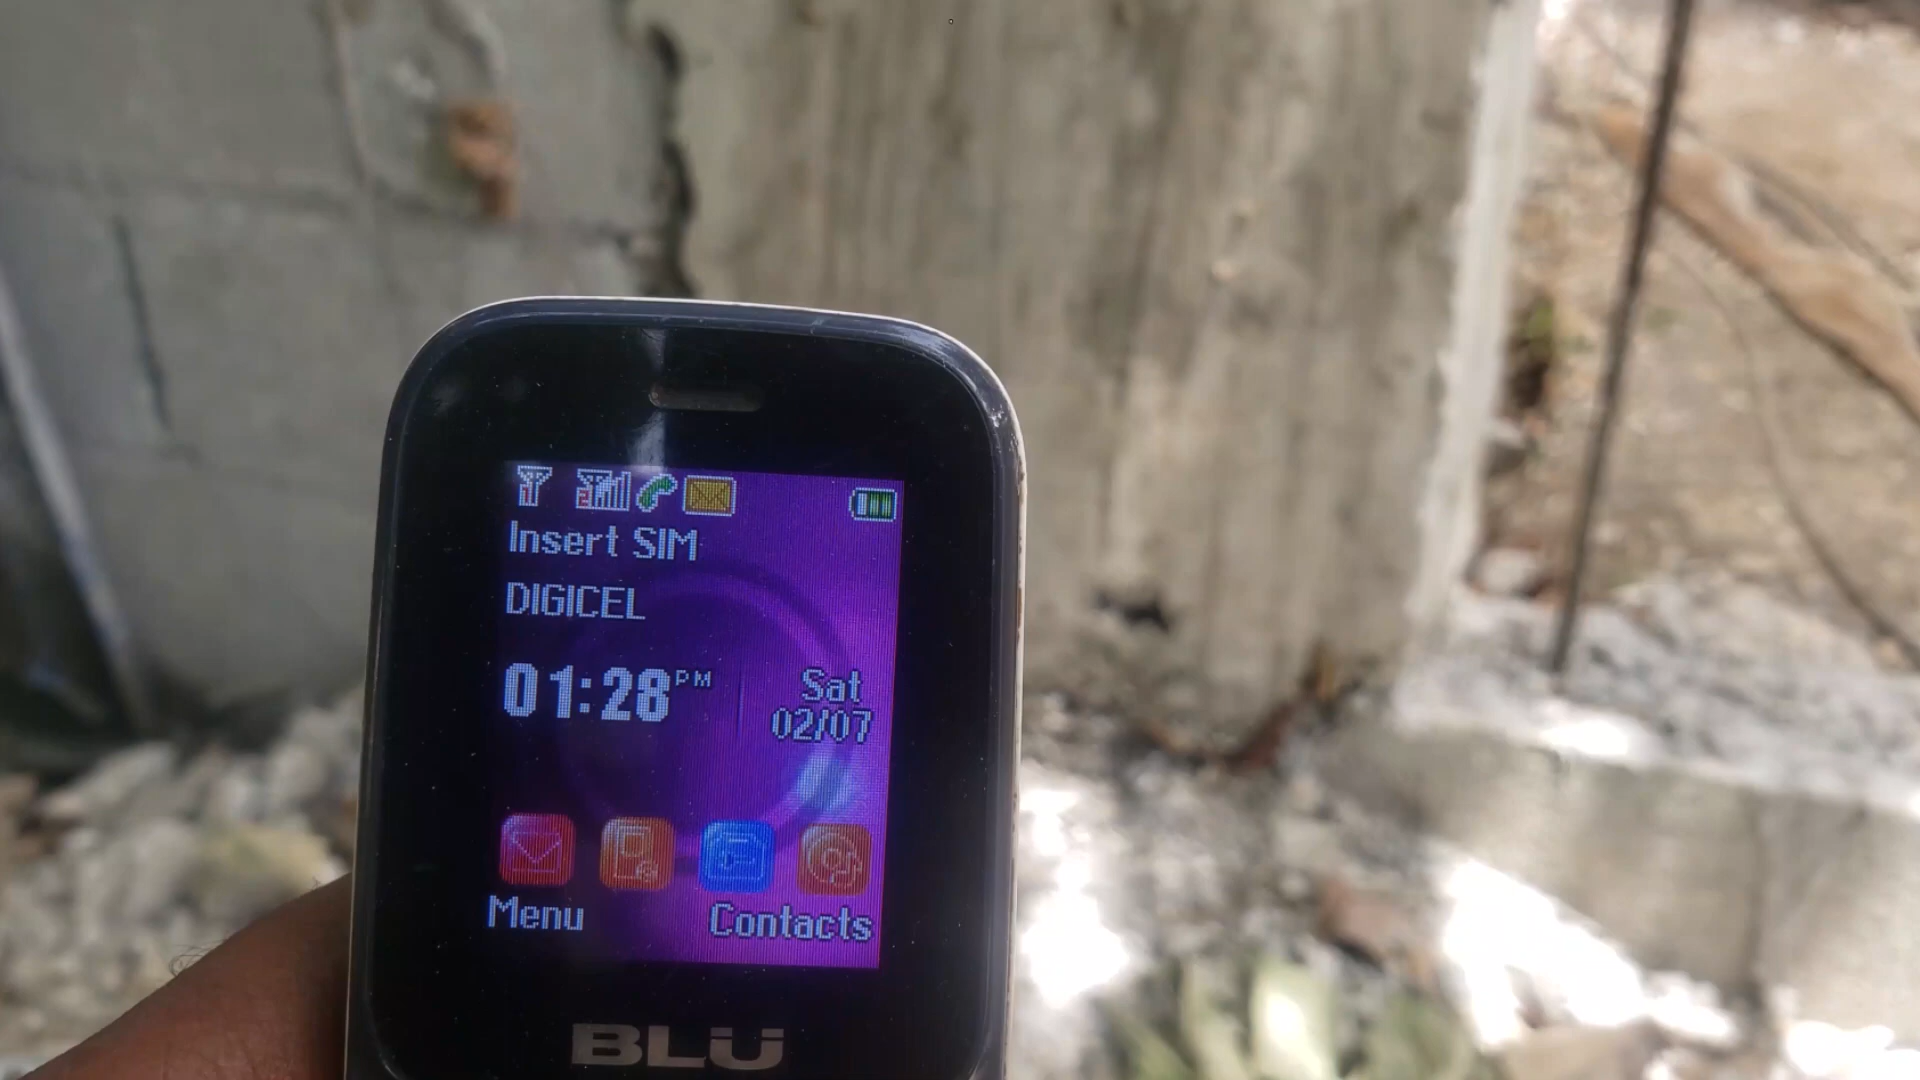 Insert SIM
DIGICEL
01:28 PM
Sat
02/07
Menu Contacts
BLU